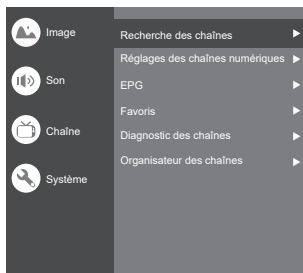 Image
Son
Chaîne
Système
Recherche des chaînes
Réglages des chaînes numériques
EPG
Favoris
Diagnostic des chaînes
Organisateur des chaînes